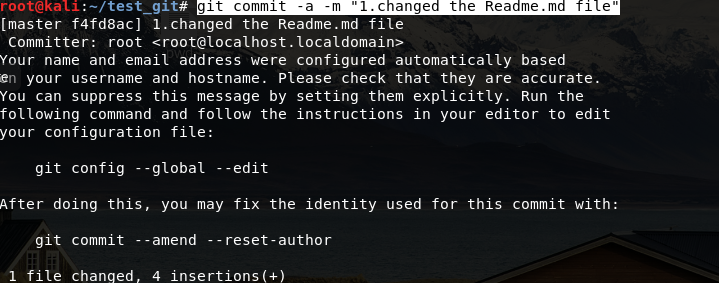 root@kali:~/test_git# git commit -a -m "1.changed the Readme.md file"
[master f4fd8ac] 1.changed the Readme.md file
 Committer: root <root@localhost.localdomain>
Your name and email address were configured automatically based
on your username and hostname. Please check that they are accurate.
You can suppress this message by setting them explicitly. Run the
following command and follow the instructions in your editor to edit
your configuration file:
    git config --global --edit
After doing this, you may fix the identity used for this commit with:
    git commit --amend --reset-author
 1 file changed, 4 insertions(+)